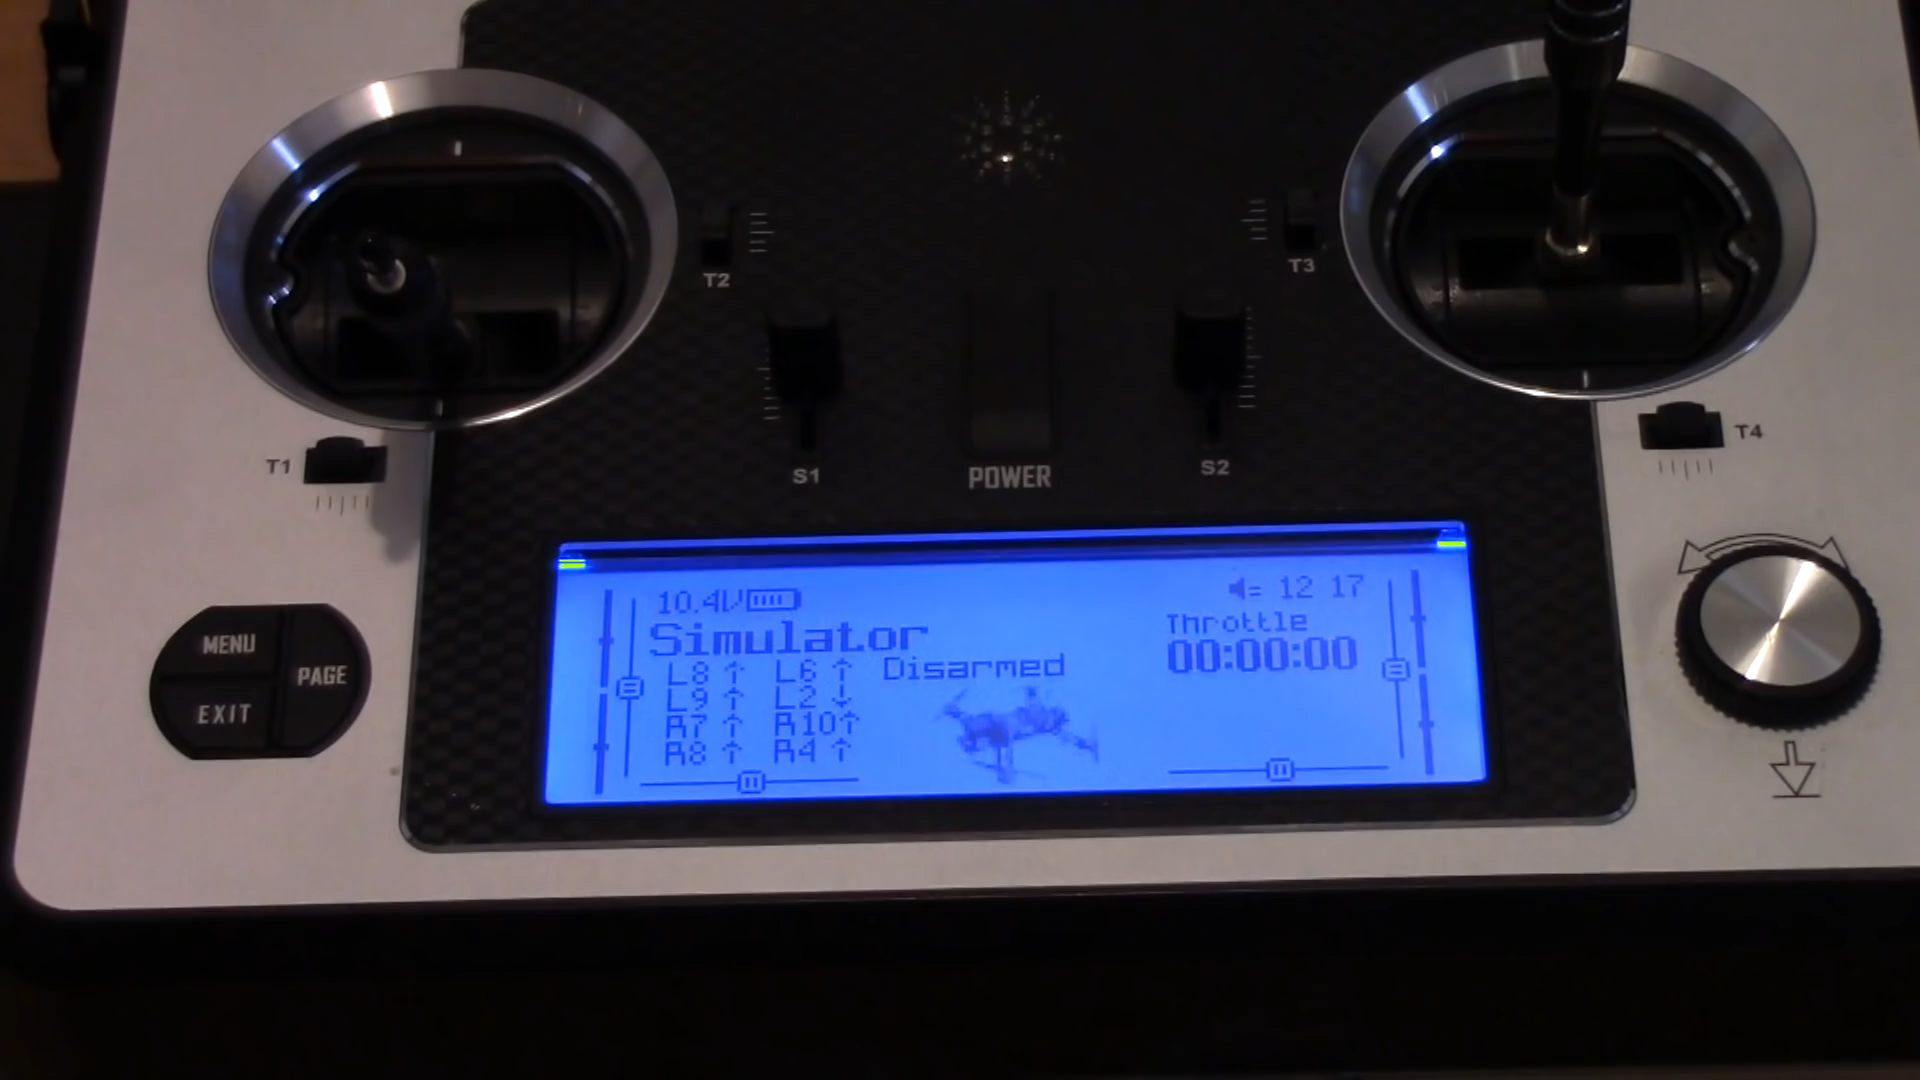 T2
T3
T1
S1
POWER
S2
T4
MENU
PAGE
EXIT
10.4V
12 17
Simulator
Throttle
00:00:00
L8 ↑ L6 ↑ Disarmed
L9 ↑ L2 ↓
R7 ↑ R10↑
R8 ↑ R4 ↑